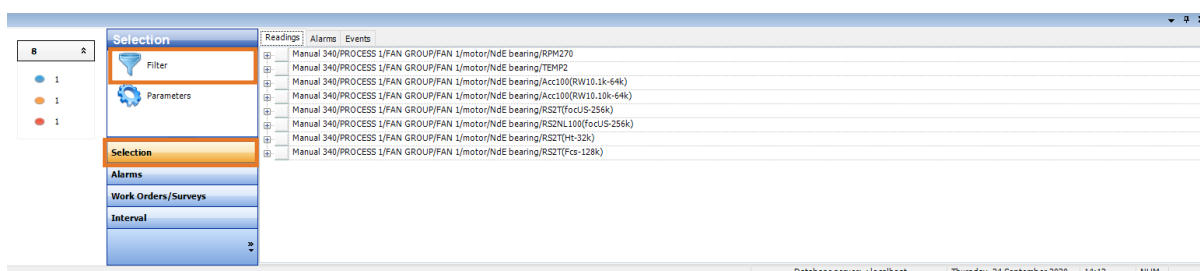 8
1
1
1
Selection
Filter
Parameters
Selection
Alarms
Work Orders/Surveys
Interval
Readings Alarms Events
Manual 340/PROCESS 1/FAN GROUP/FAN 1/motor/NdE bearing/RPM270
Manual 340/PROCESS 1/FAN GROUP/FAN 1/motor/NdE bearing/TEMP2
Manual 340/PROCESS 1/FAN GROUP/FAN 1/motor/NdE bearing/Acc100(RW10.1k-64k)
Manual 340/PROCESS 1/FAN GROUP/FAN 1/motor/NdE bearing/Acc100(RW10.10k-64k)
Manual 340/PROCESS 1/FAN GROUP/FAN 1/motor/NdE bearing/RS2T(focUS-256k)
Manual 340/PROCESS 1/FAN GROUP/FAN 1/motor/NdE bearing/RS2NL100(focUS-256k)
Manual 340/PROCESS 1/FAN GROUP/FAN 1/motor/NdE bearing/RS2T(Ht-32k)
Manual 340/PROCESS 1/FAN GROUP/FAN 1/motor/NdE bearing/RS2T(Fcs-128k)